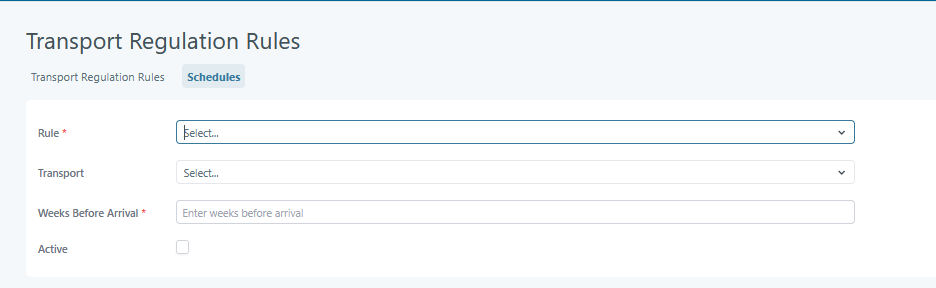 Transport Regulation Rules
Transport Regulation Rules Schedules
Rule * Select...
Transport Select...
Weeks Before Arrival * Enter weeks before arrival
Active